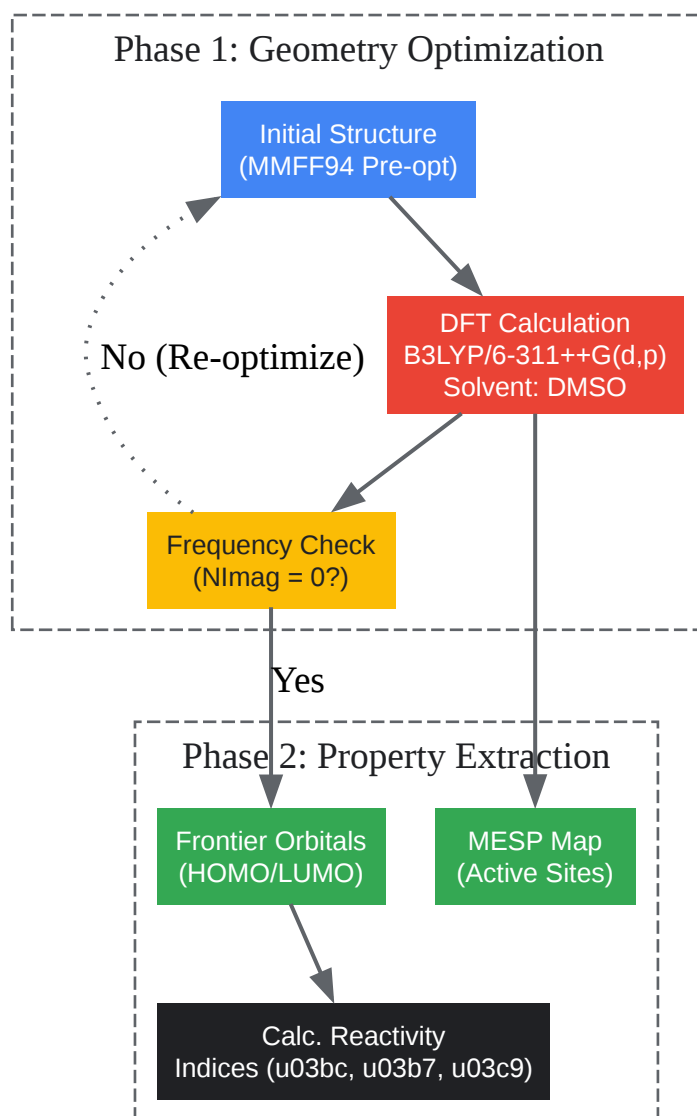 Phase 1: Geometry Optimization
Initial Structure
(MMFF94 Pre-opt)
DFT Calculation
B3LYP/6-311++G(d,p)
Solvent: DMSO
No (Re-optimize)
Frequency Check
(NImag = 0?)
Yes
Phase 2: Property Extraction
Frontier Orbitals
(HOMO/LUMO)
MESP Map
(Active Sites)
Calc. Reactivity
Indices (u03bc, u03b7, u03c9)